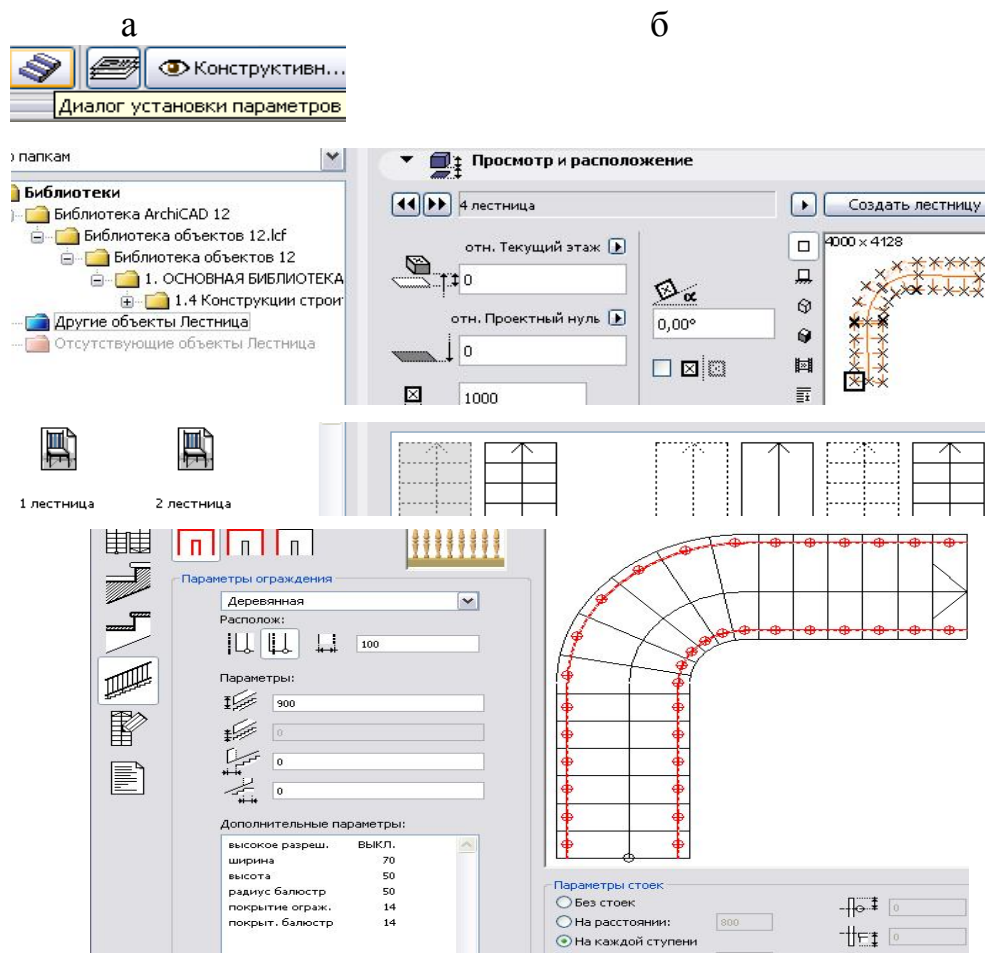 а
б
Конструктивн...
Диалог установки параметров
о папкам
Библиотеки
Библиотека ArchiCAD 12
Библиотека объектов 12.lcf
Библиотека объектов 12
1. ОСНОВНАЯ БИБЛИОТЕКА
1.4 Конструкции строит
Другие объекты Лестница
Отсутствующие объекты Лестница
Просмотр и расположение
4 лестница
Создать лестницу
отн. Текущий этаж
0
отн. Проектный нуль
0
1000
α
0,00°
4000 × 4128
1 лестница
2 лестница
Параметры ограждения
Деревянная
Располож:
100
Параметры:
900
0
0
0
Дополнительные параметры:
высокое разреш. ВЫКЛ.
ширина 70
высота 50
радиус балюстр 50
покрытие ограж. 14
покрыт. балюстр 14
Параметры стоек
Без стоек
На расстоянии: 800
На каждой ступени
0
0